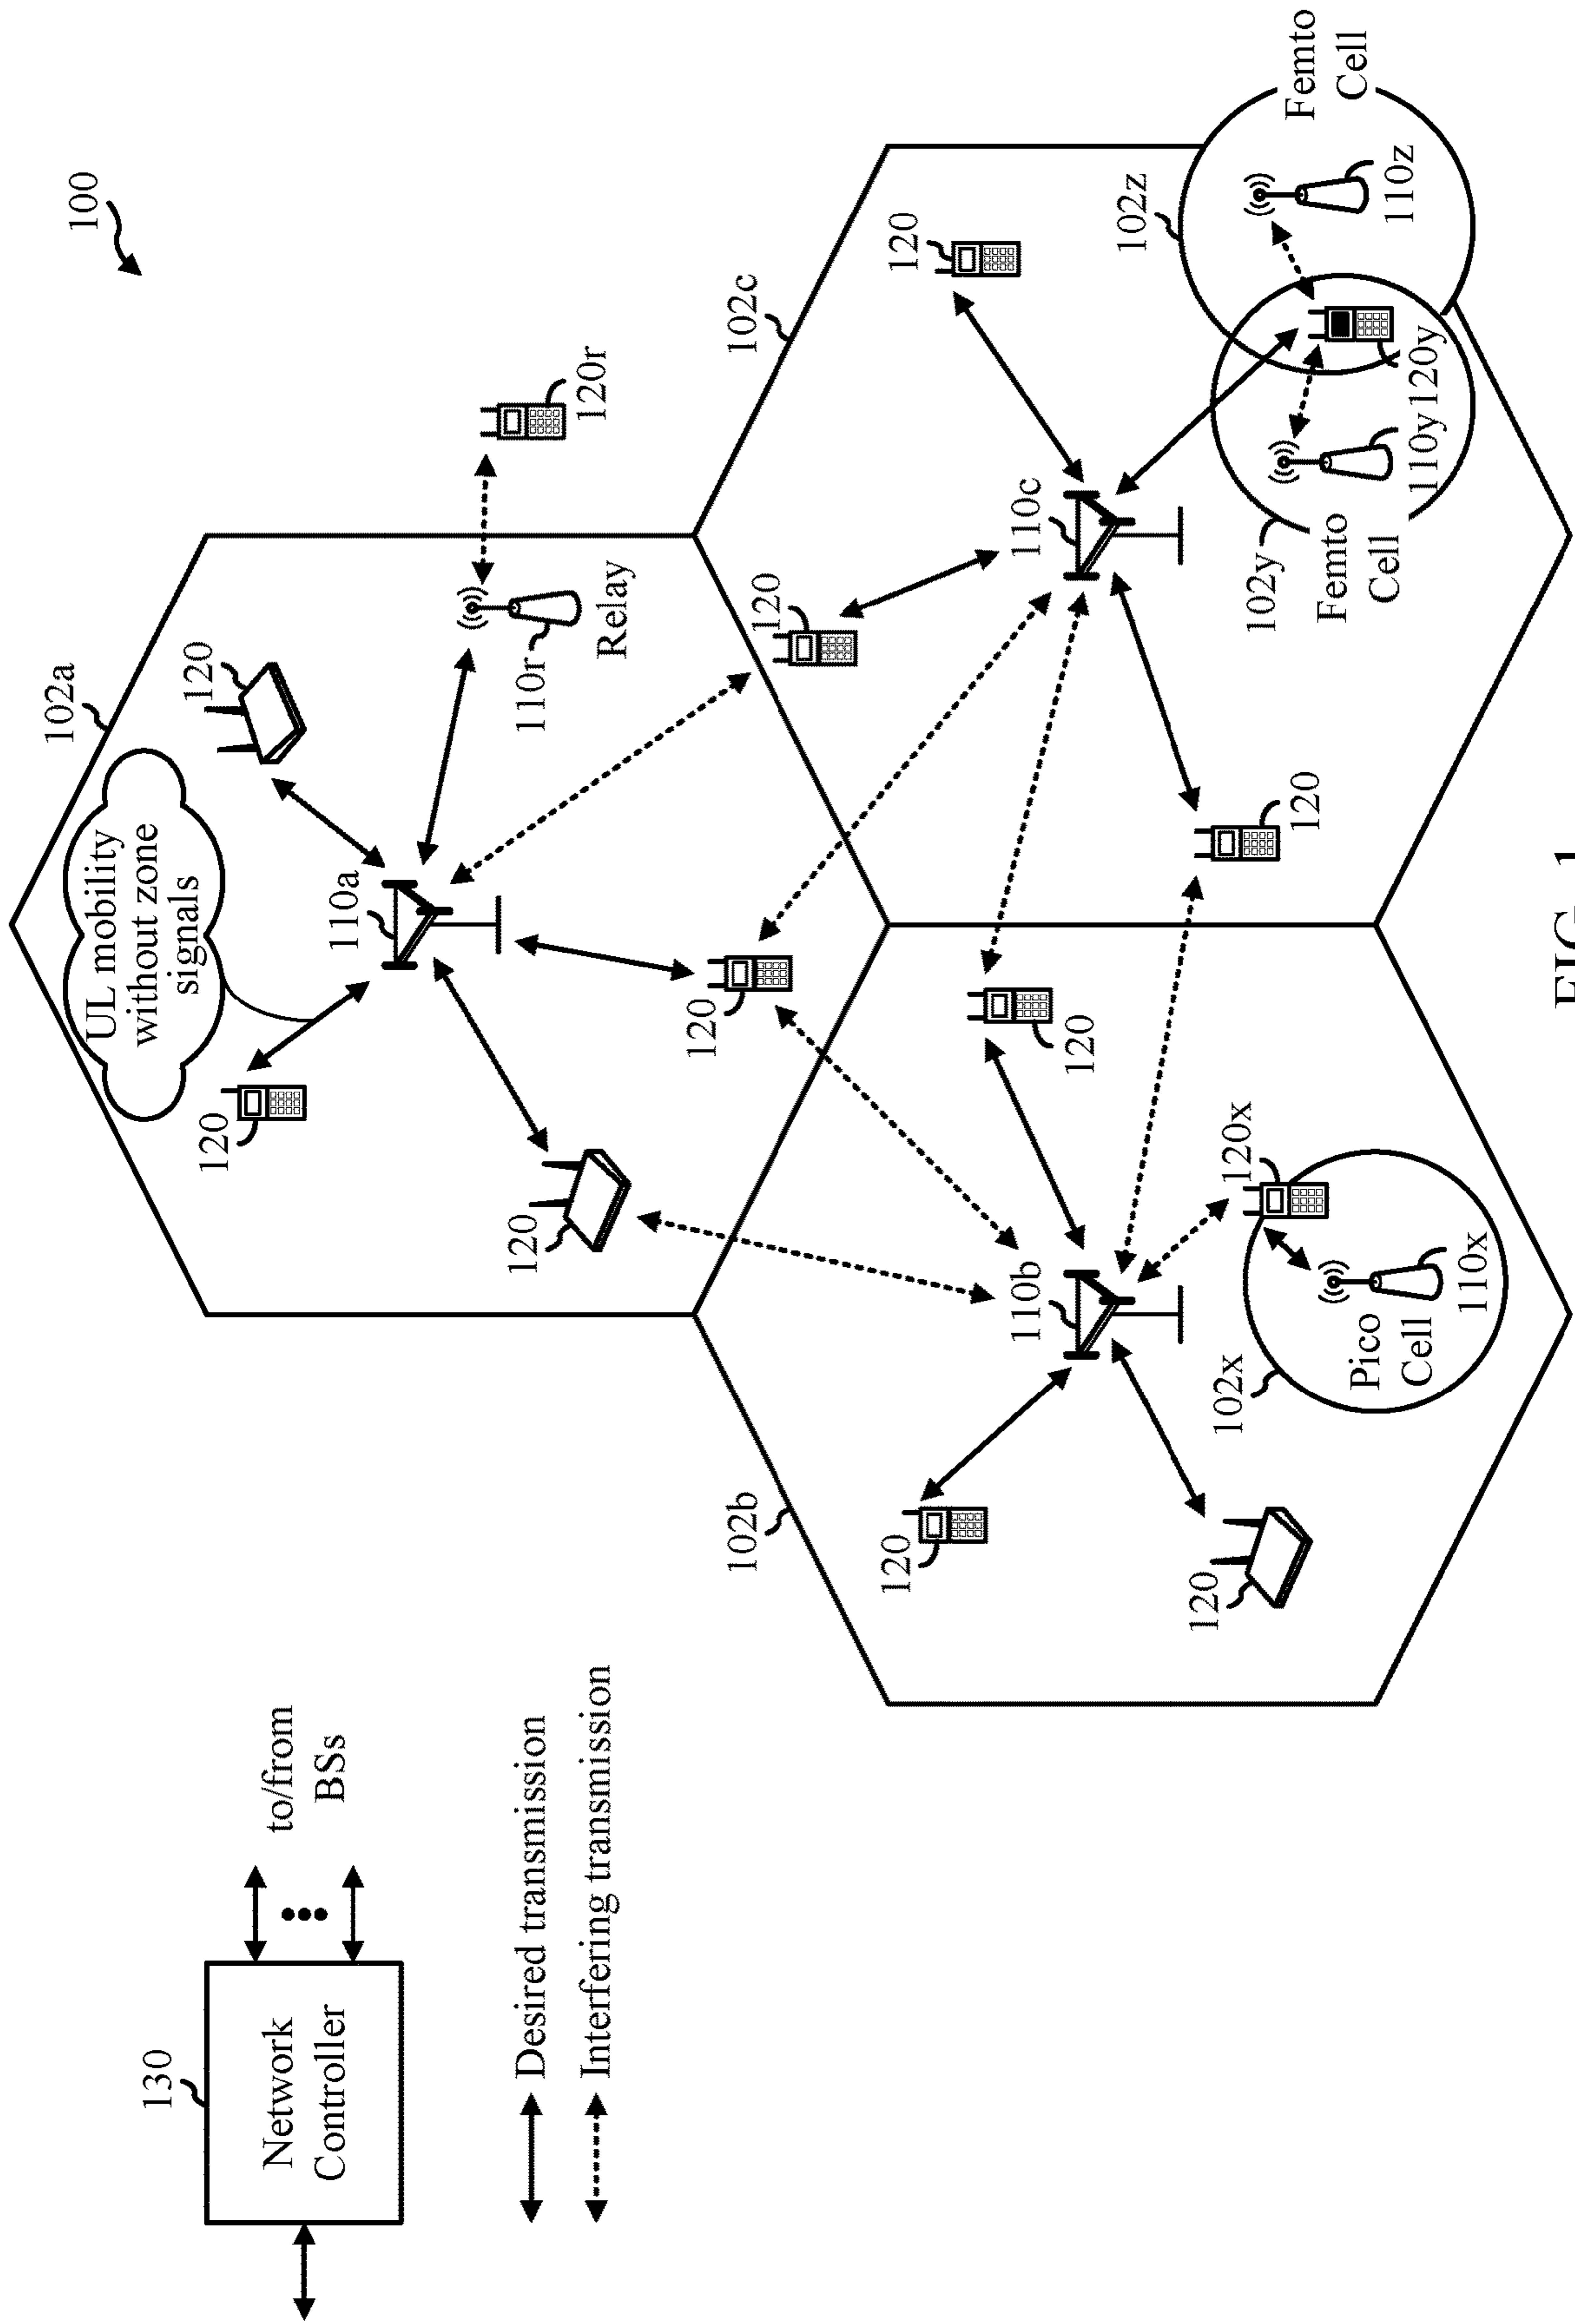 100
130
Network
Controller
to/from
BSs
Desired transmission
Interfering transmission
102a
UL mobility
without zone
signals
120
120
110a
120
110r
Relay
120r
120
120
102b
102c
120
110b
120
110c
120
120
120
102x
Pico
Cell
110x
120x
120
102y
Femto
Cell
110y
120y
102z
110z
Femto
Cell
FIG. 1